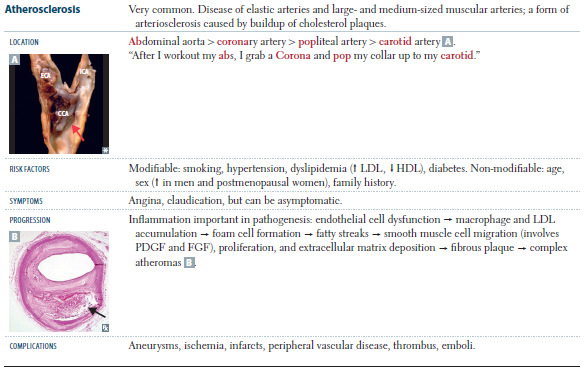 Atherosclerosis
Very common. Disease of elastic arteries and large- and medium-sized muscular arteries; a form of
arteriosclerosis caused by buildup of cholesterol plaques.
LOCATION
Abdominal aorta > coronary artery > popliteal artery > carotid artery A.
“After I workout my abs, I grab a Corona and pop my collar up to my carotid.”
A
ECA
ICA
CCA
RISK FACTORS
Modifiable: smoking, hypertension, dyslipidemia (↑ LDL, ↓ HDL), diabetes. Non-modifiable: age,
sex (↑ in men and postmenopausal women), family history.
SYMPTOMS
Angina, claudication, but can be asymptomatic.
PROGRESSION
Inflammation important in pathogenesis: endothelial cell dysfunction → macrophage and LDL
accumulation → foam cell formation → fatty streaks → smooth muscle cell migration (involves
PDGF and FGF), proliferation, and extracellular matrix deposition → fibrous plaque → complex
atheromas B.
B
COMPLICATIONS
Aneurysms, ischemia, infarcts, peripheral vascular disease, thrombus, emboli.